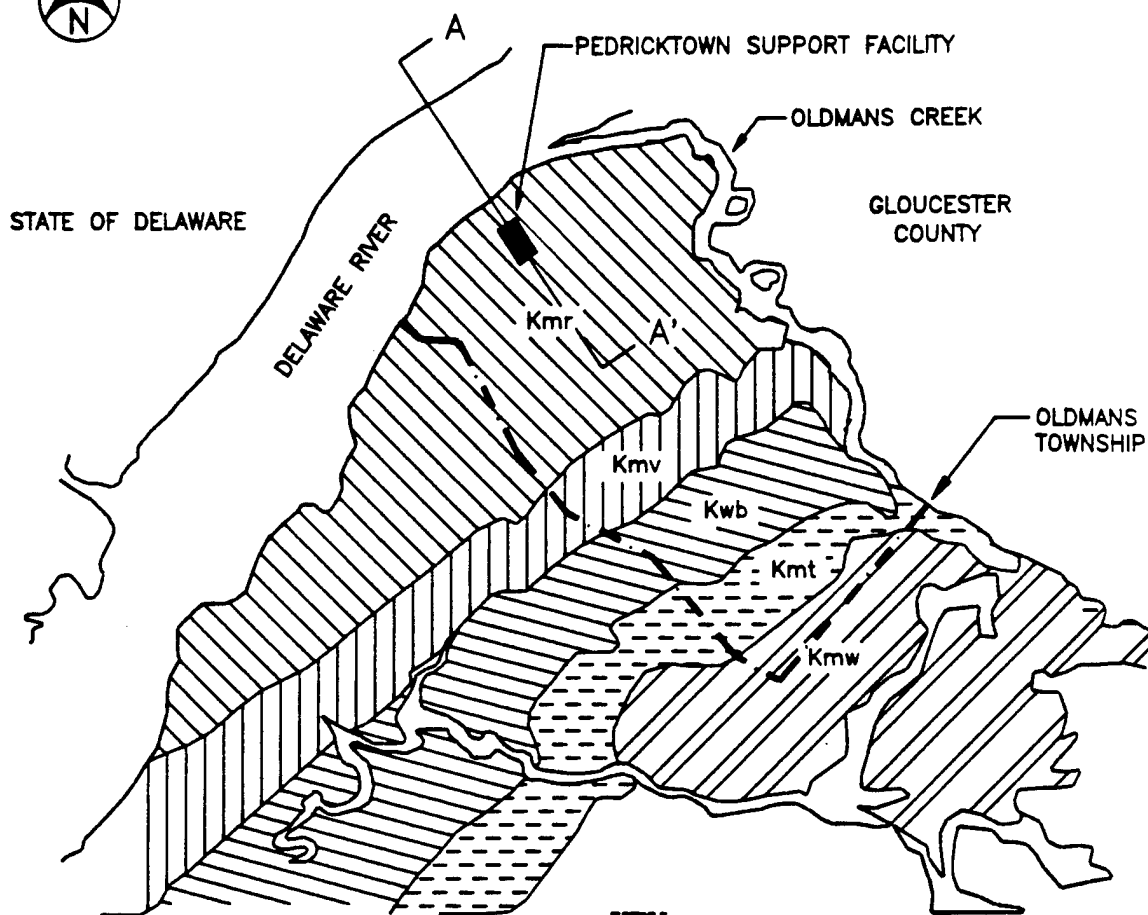 N
A
PEDRICKTOWN SUPPORT FACILITY
OLDMANS CREEK
STATE OF DELAWARE
GLOUCESTER
COUNTY
DELAWARE RIVER
Kmr
A'
OLDMANS
TOWNSHIP
Kmv
Kwb
Kmt
Kmw